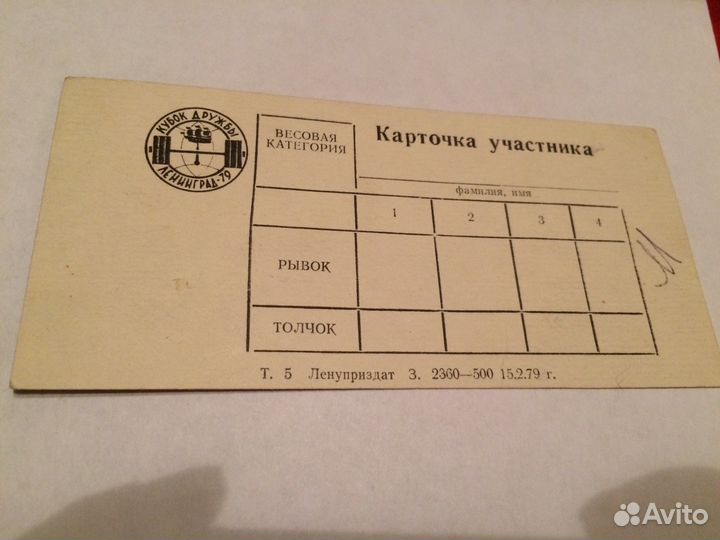 КУБОК ДРУЖБЫ
ЛЕНИНГРАД-79
ВЕСОВАЯ
КАТЕГОРИЯ
Карточка участника
фамилия, имя
1 2 3 4
РЫВОК
ТОЛЧОК
Т. 5 Ленуприздат З. 2360—500 15.2.79 г.
Avito